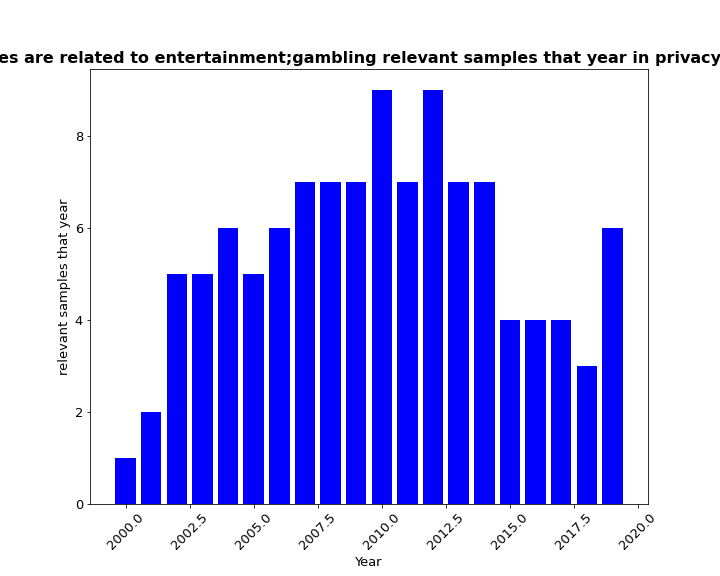 es are related to entertainment;gambling relevant samples that year in privacy
8
6
4
2
0
relevant samples that year
2000.0 2002.5 2005.0 2007.5 2010.0 2012.5 2015.0 2017.5 2020.0
Year